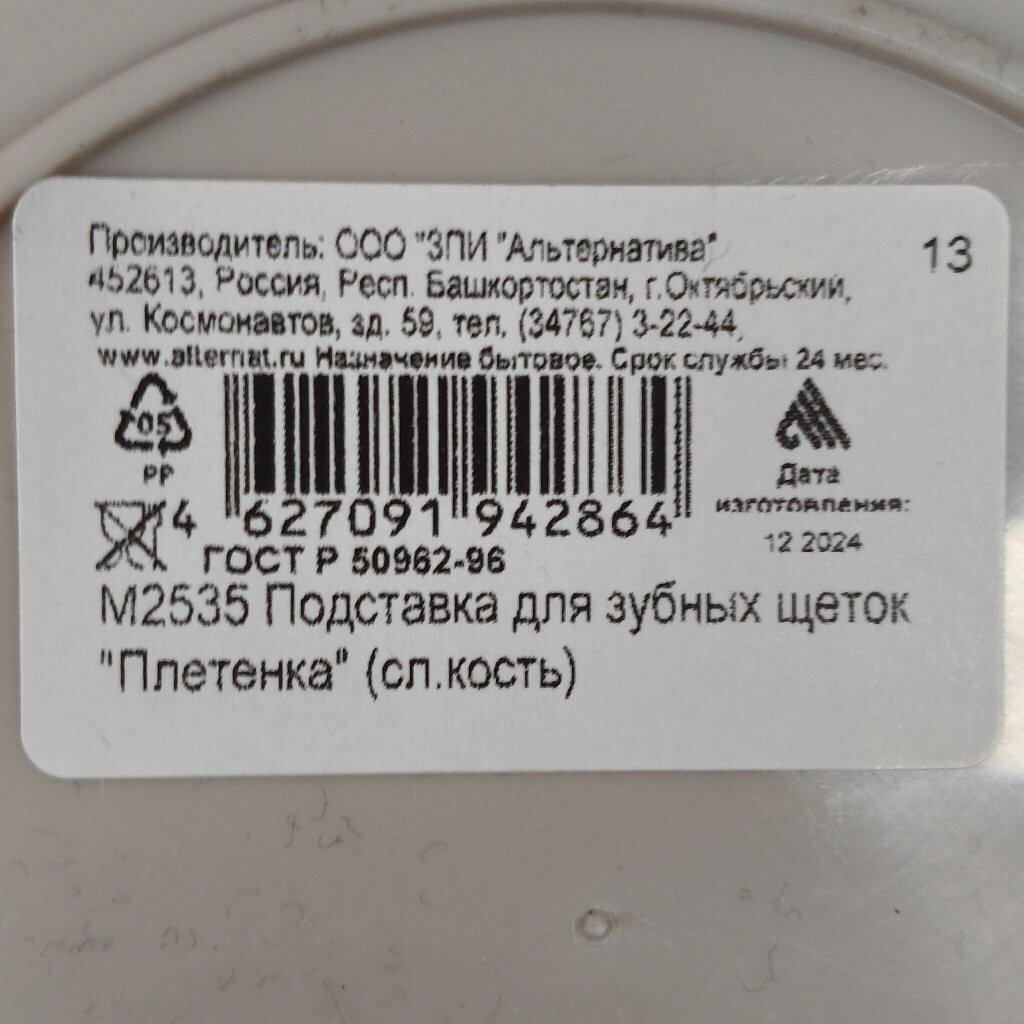 Производитель: ООО "ЗПИ "Альтернатива"
13
452613, Россия, Респ. Башкортостан, г.Октябрьский,
ул. Космонавтов, зд. 59, тел. (34767) 3-22-44,
www.alternat.ru Назначение бытовое. Срок службы 24 мес.
05
PP
4 627091 942864
Дата
изготовления:
12 2024
ГОСТ Р 50962-96
М2535 Подставка для зубных щеток
"Плетенка" (сл.кость)